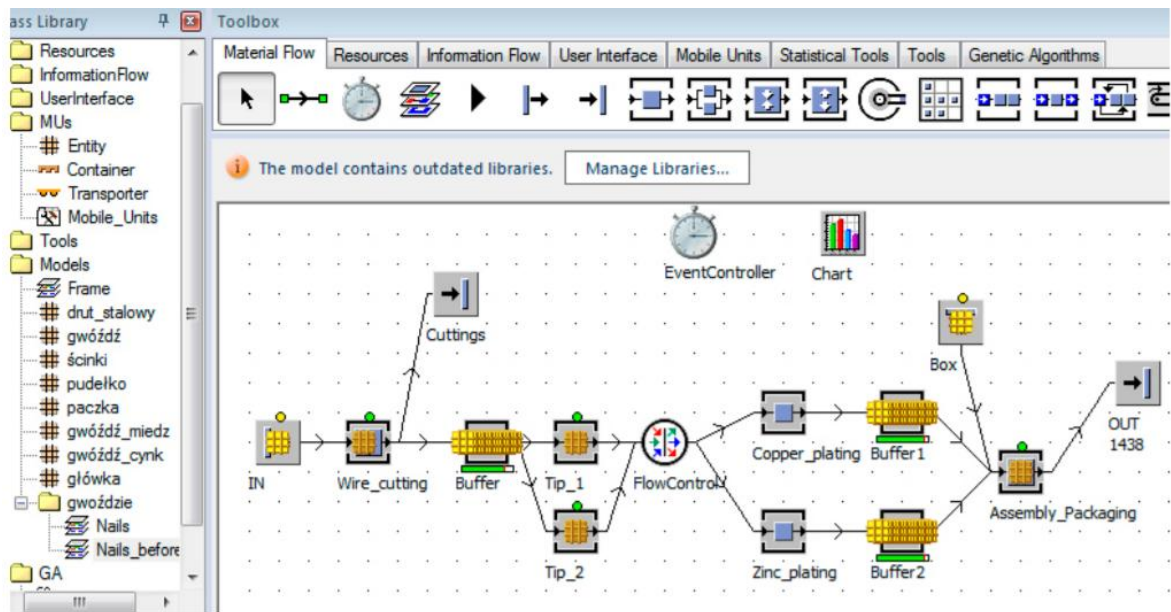 ass Library
Toolbox
Resources
InformationFlow
UserInterface
MUs
Entity
Container
Transporter
Mobile_Units
Tools
Models
Frame
drut_stalowy
gwóźdź
ścinki
pudełko
paczka
gwóźdź_miedz
gwóźdź_cynk
główka
gwoździe
Nails
Nails_before
GA
Material Flow Resources Information Flow User Interface Mobile Units Statistical Tools Tools Genetic Algorithms
The model contains outdated libraries. Manage Libraries...
EventController
Chart
Cuttings
Box
IN
Wire_cutting
Buffer
Tip_1
FlowControl
Copper_plating
Buffer1
OUT
1438
Assembly_Packaging
Tip_2
Zinc_plating
Buffer2